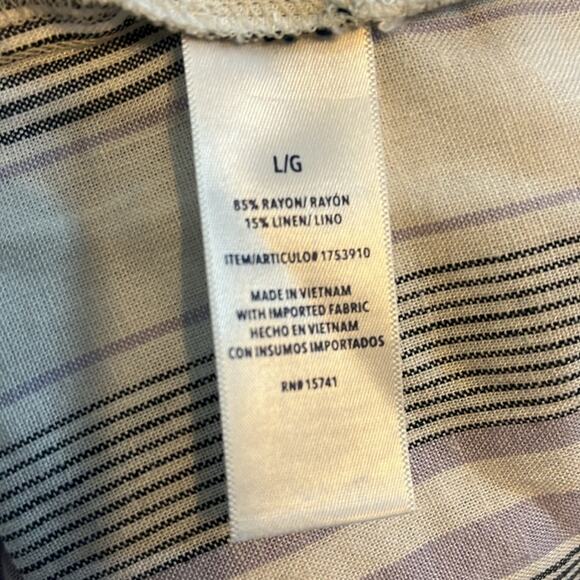 L/G
85% RAYON/ RAYÓN
15% LINEN/ LINO
ITEM/ARTICULO# 1753910
MADE IN VIETNAM
WITH IMPORTED FABRIC
HECHO EN VIETNAM
CON INSUMOS IMPORTADOS
RN# 15741